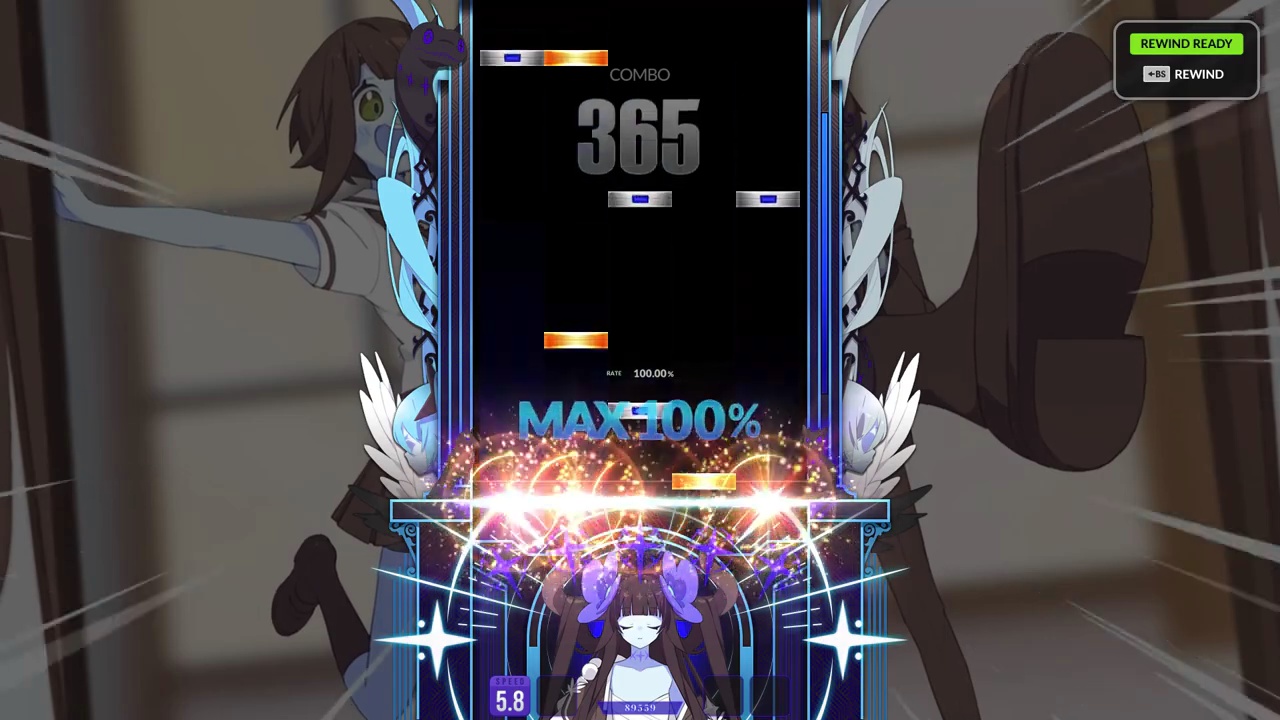 REWIND READY
←BS REWIND
COMBO
365
RATE 100.00%
MAX 100%
SPEED
5.8
89559